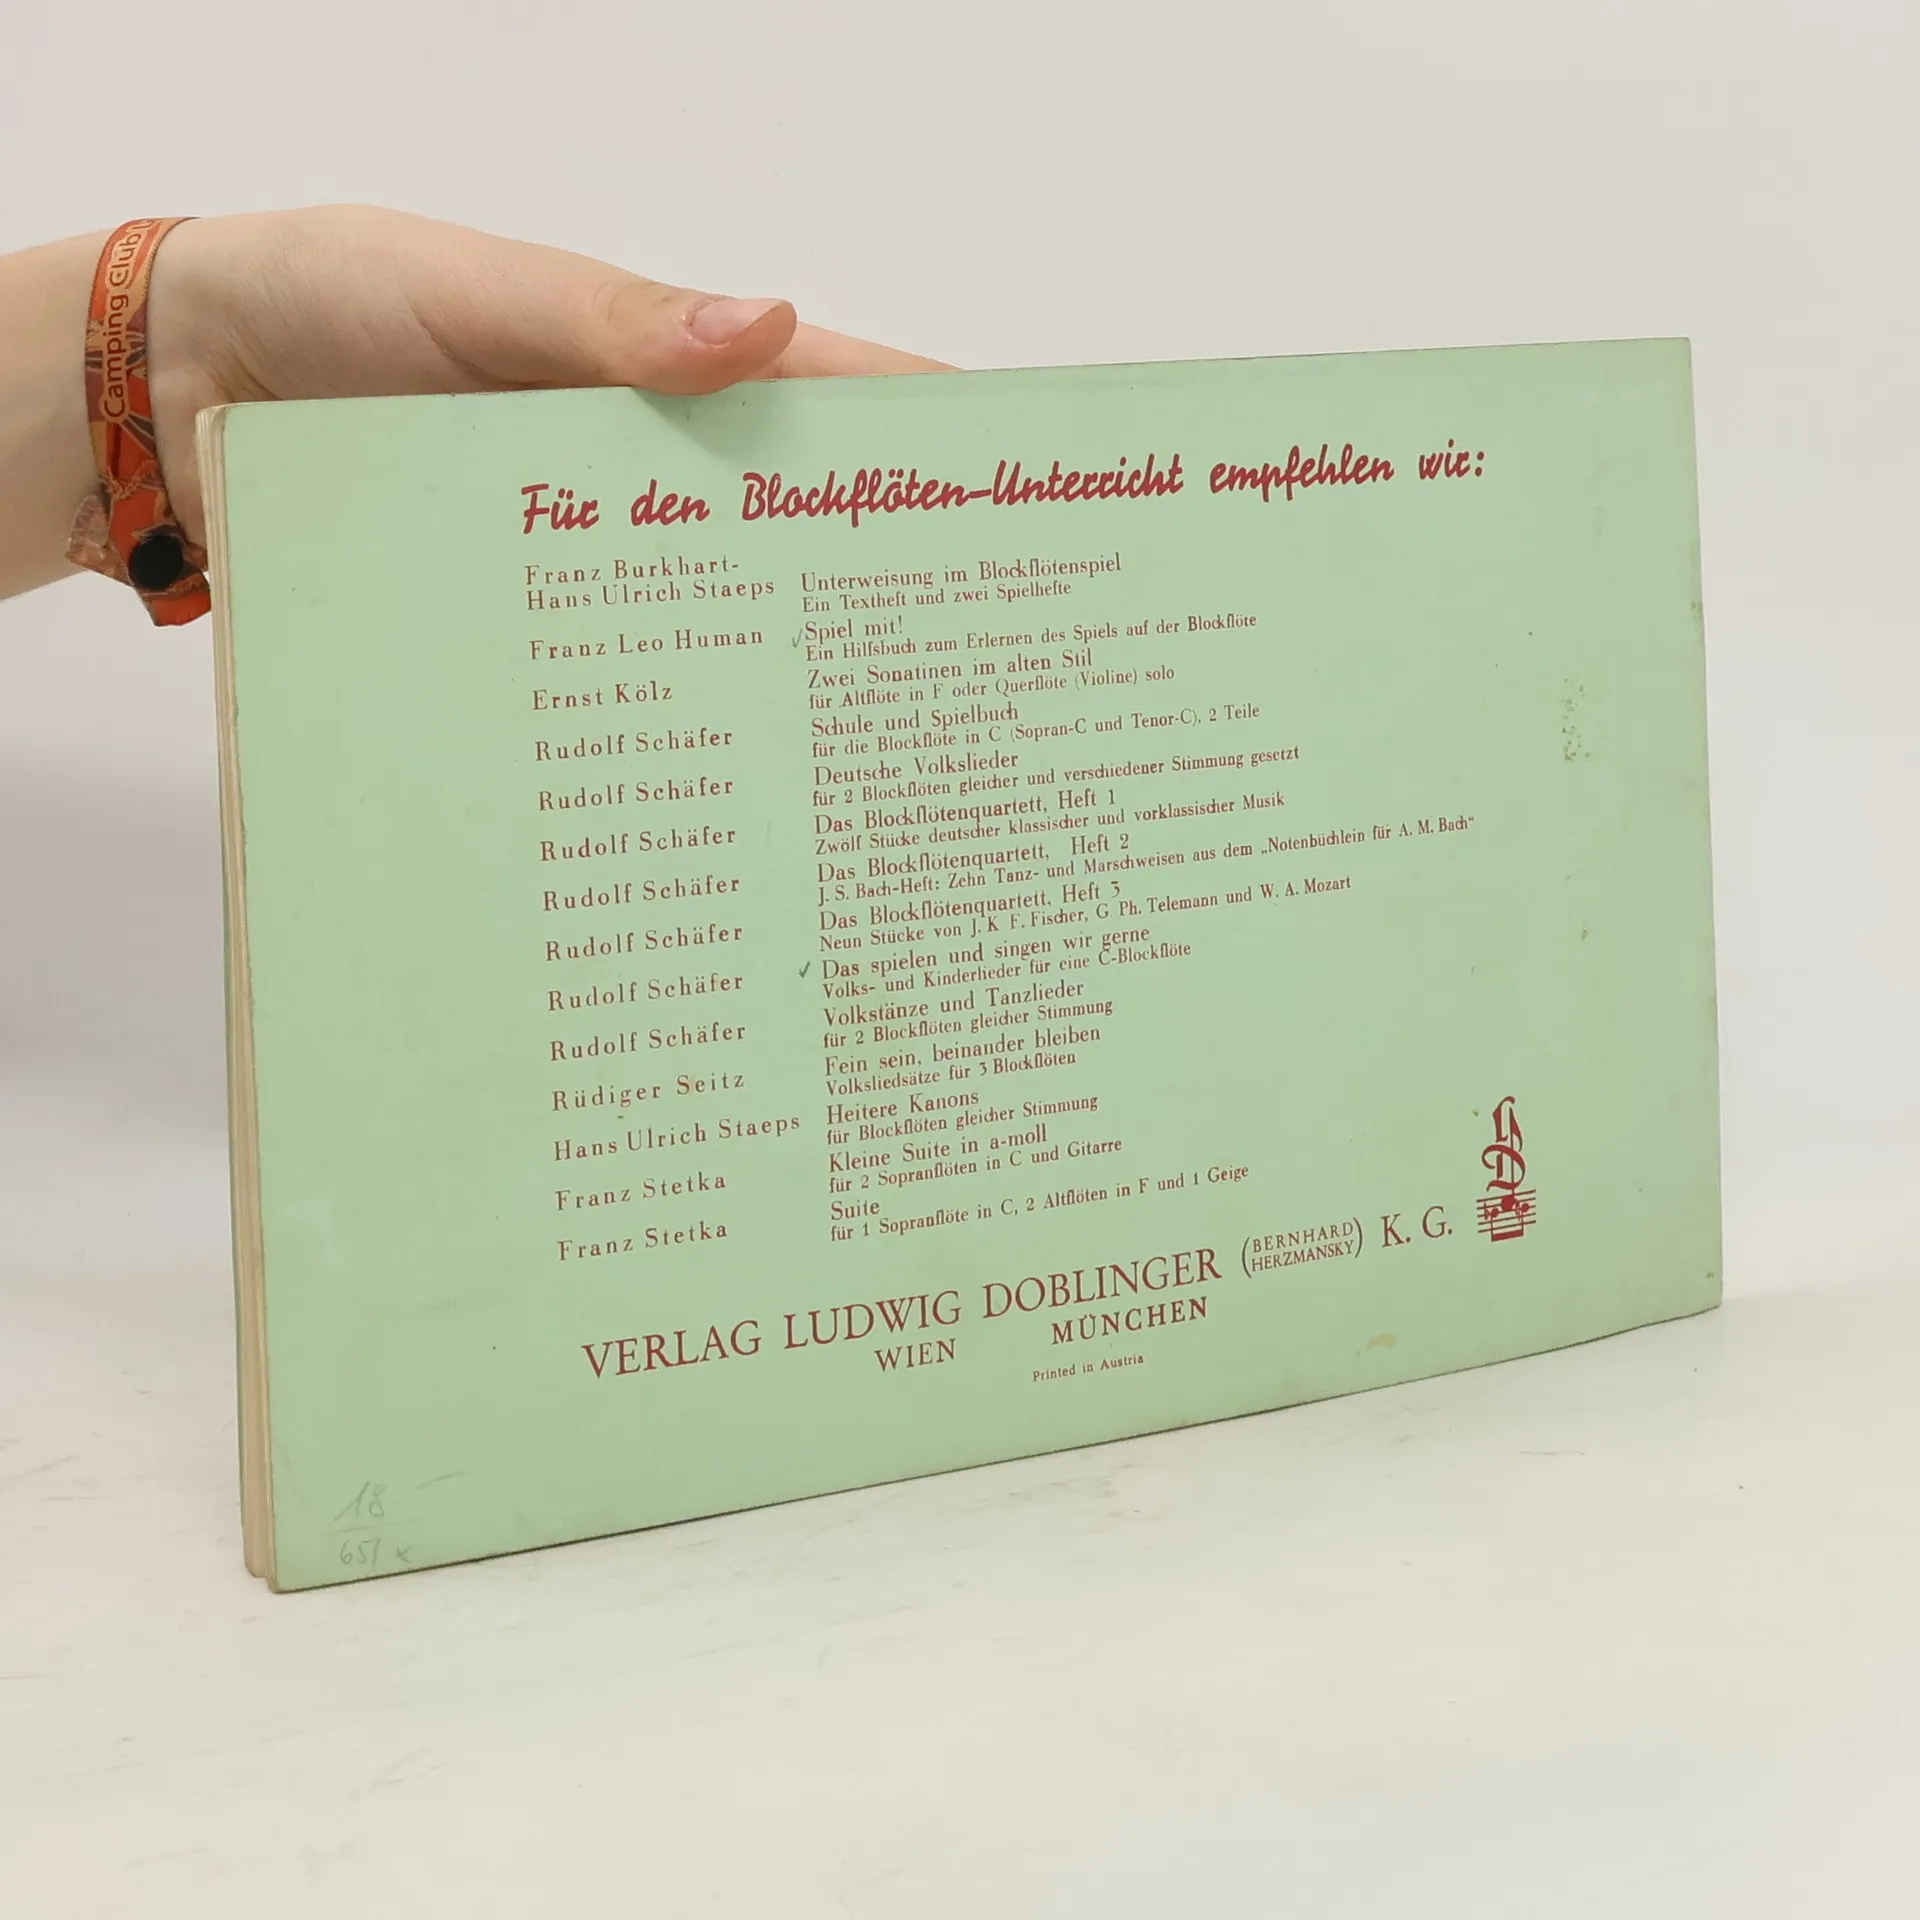 Camping Club
Für den Blockflöten-Unterricht empfehlen wir:
Franz Burkhart-
Hans Ulrich Staeps Unterweisung im Blockflötenspiel
Ein Textheft und zwei Spielhefte
Franz Leo Human ✓ Spiel mit!
Ein Hilfsbuch zum Erlernen des Spiels auf der Blockflöte
Ernst Kölz Zwei Sonatinen im alten Stil
für Altflöte in F oder Querflöte (Violine) solo
Rudolf Schäfer Schule und Spielbuch
für die Blockflöte in C (Sopran-C und Tenor-C), 2 Teile
Rudolf Schäfer Deutsche Volkslieder
für 2 Blockflöten gleicher und verschiedener Stimmung gesetzt
Rudolf Schäfer Das Blockflötenquartett, Heft 1
Zwölf Stücke deutscher klassischer und vorklassischer Musik
Rudolf Schäfer Das Blockflötenquartett, Heft 2
J. S. Bach-Heft: Zehn Tanz- und Marschweisen aus dem „Notenbüchlein für A. M. Bach"
Rudolf Schäfer Das Blockflötenquartett, Heft 3
Neun Stücke von J. K F. Fischer, G. Ph. Telemann und W. A. Mozart
Rudolf Schäfer ✓ Das spielen und singen wir gerne
Volks- und Kinderlieder für eine C-Blockflöte
Rudolf Schäfer Volkstänze und Tanzlieder
für 2 Blockflöten gleicher Stimmung
Rüdiger Seitz Fein sein, beinander bleiben
Volksliedsätze für 3 Blockflöten
Hans Ulrich Staeps Heitere Kanons
für Blockflöten gleicher Stimmung
Franz Stetka Kleine Suite in a-moll
für 2 Sopranflöten in C und Gitarre
Franz Stetka Suite
für 1 Sopranflöte in C, 2 Altflöten in F und 1 Geige
VERLAG LUDWIG DOBLINGER (BERNHARD HERZMANSKY) K. G.
WIEN MÜNCHEN
Printed in Austria
18
651 x